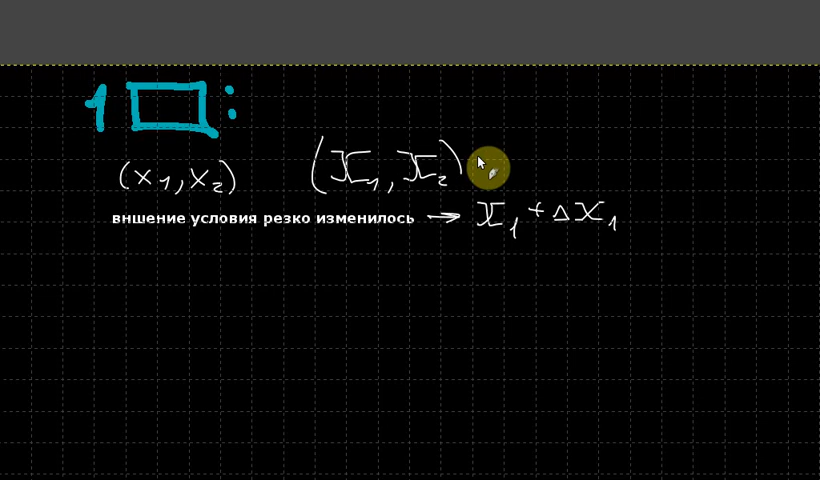 1 :
(x1, x2) (X1, X2)
вншение условия резко изменилось → X1 + ΔX1